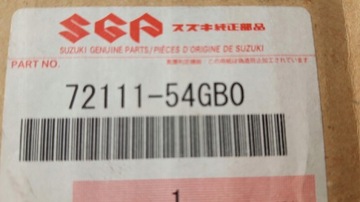 SGP スズキ純正部品
SUZUKI GENUINE PARTS/PIÈCES D'ORIGINE DE SUZUKI
PART NO.
72111-54GB0
1